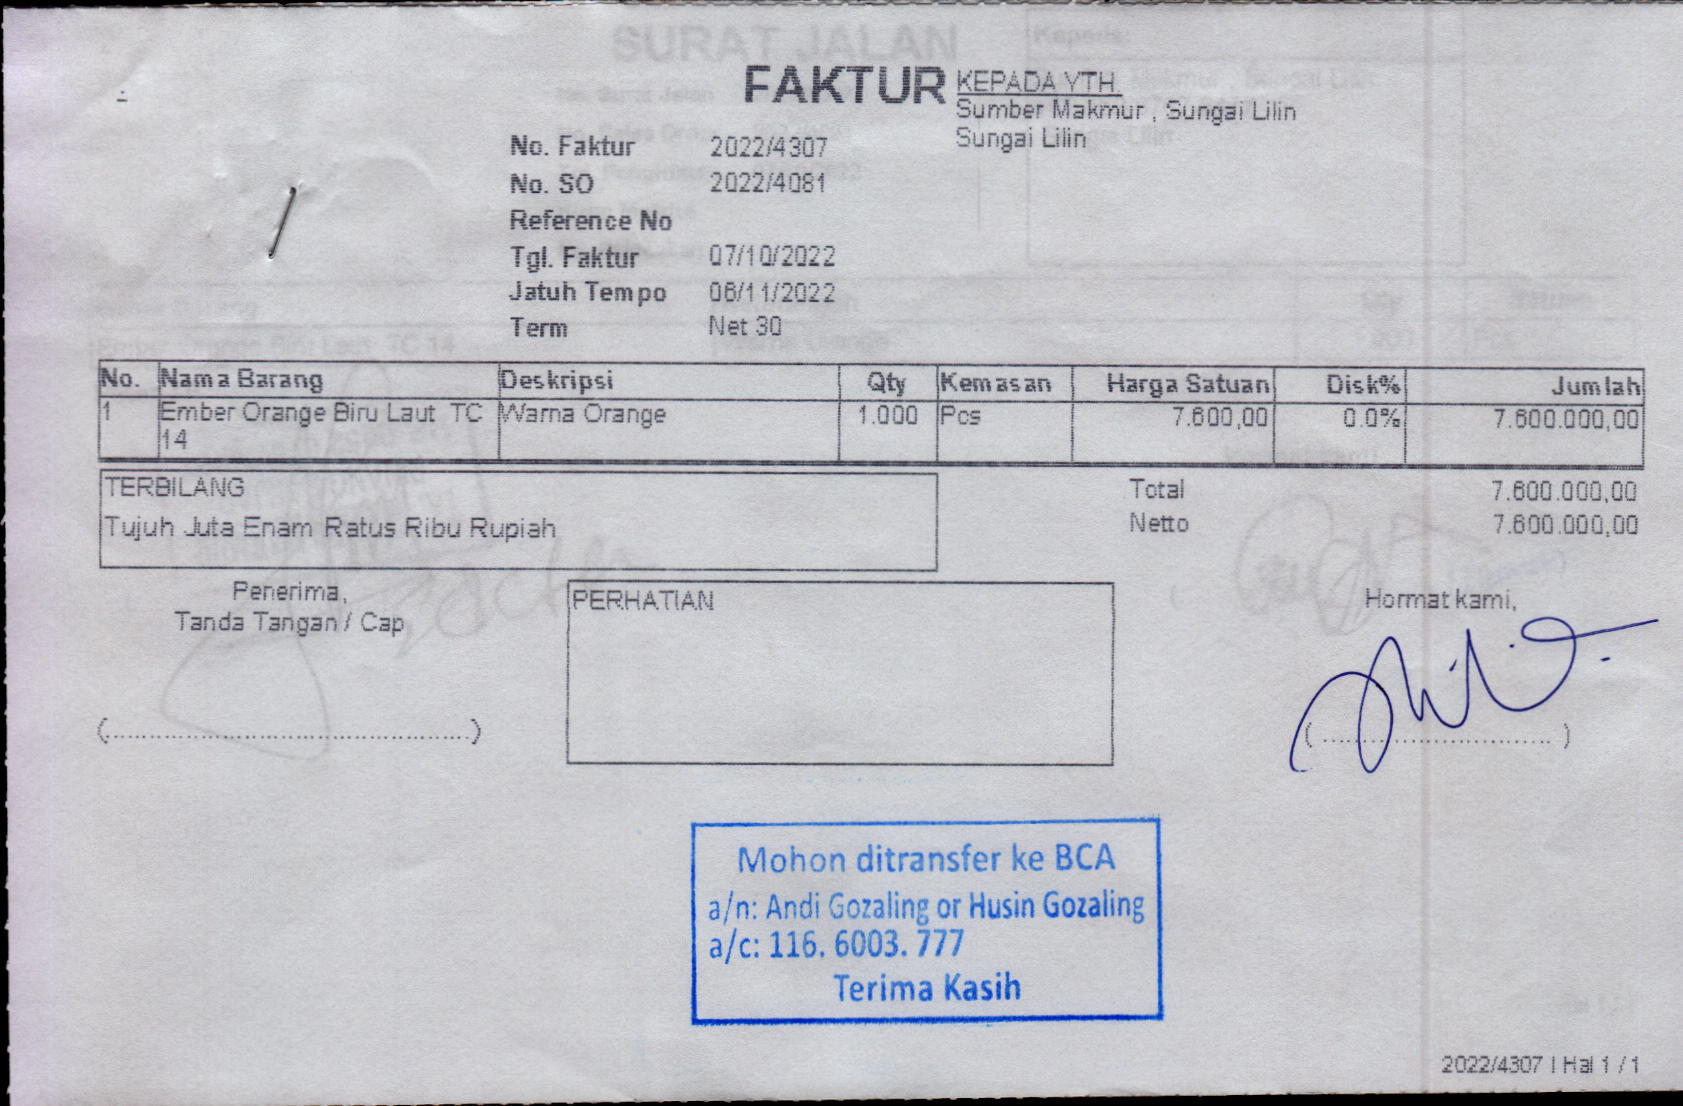 SURAT JALAN
FAKTUR
KEPADA YTH.
Sumber Makmur , Sungai Lilin
Sungai Lilin
No. Faktur 2022/4307
No. SO 2022/4081
Reference No
Tgl. Faktur 07/10/2022
Jatuh Tempo 06/11/2022
Term Net 30
No. Nama Barang Deskripsi Qty Kemasan Harga Satuan Disk% Jumlah
1 Ember Orange Biru Laut TC Warna Orange 1.000 Pcs 7.600,00 0.0% 7.600.000,00
14
TERBILANG
Tujuh Juta Enam Ratus Ribu Rupiah
Total 7.600.000,00
Netto 7.600.000,00
Penerima,
Tanda Tangan / Cap
PERHATIAN
Hormat kami,
(............................................)
(............................)
Mohon ditransfer ke BCA
a/n: Andi Gozaling or Husin Gozaling
a/c: 116. 6003. 777
Terima Kasih
2022/4307 | Hal 1 / 1